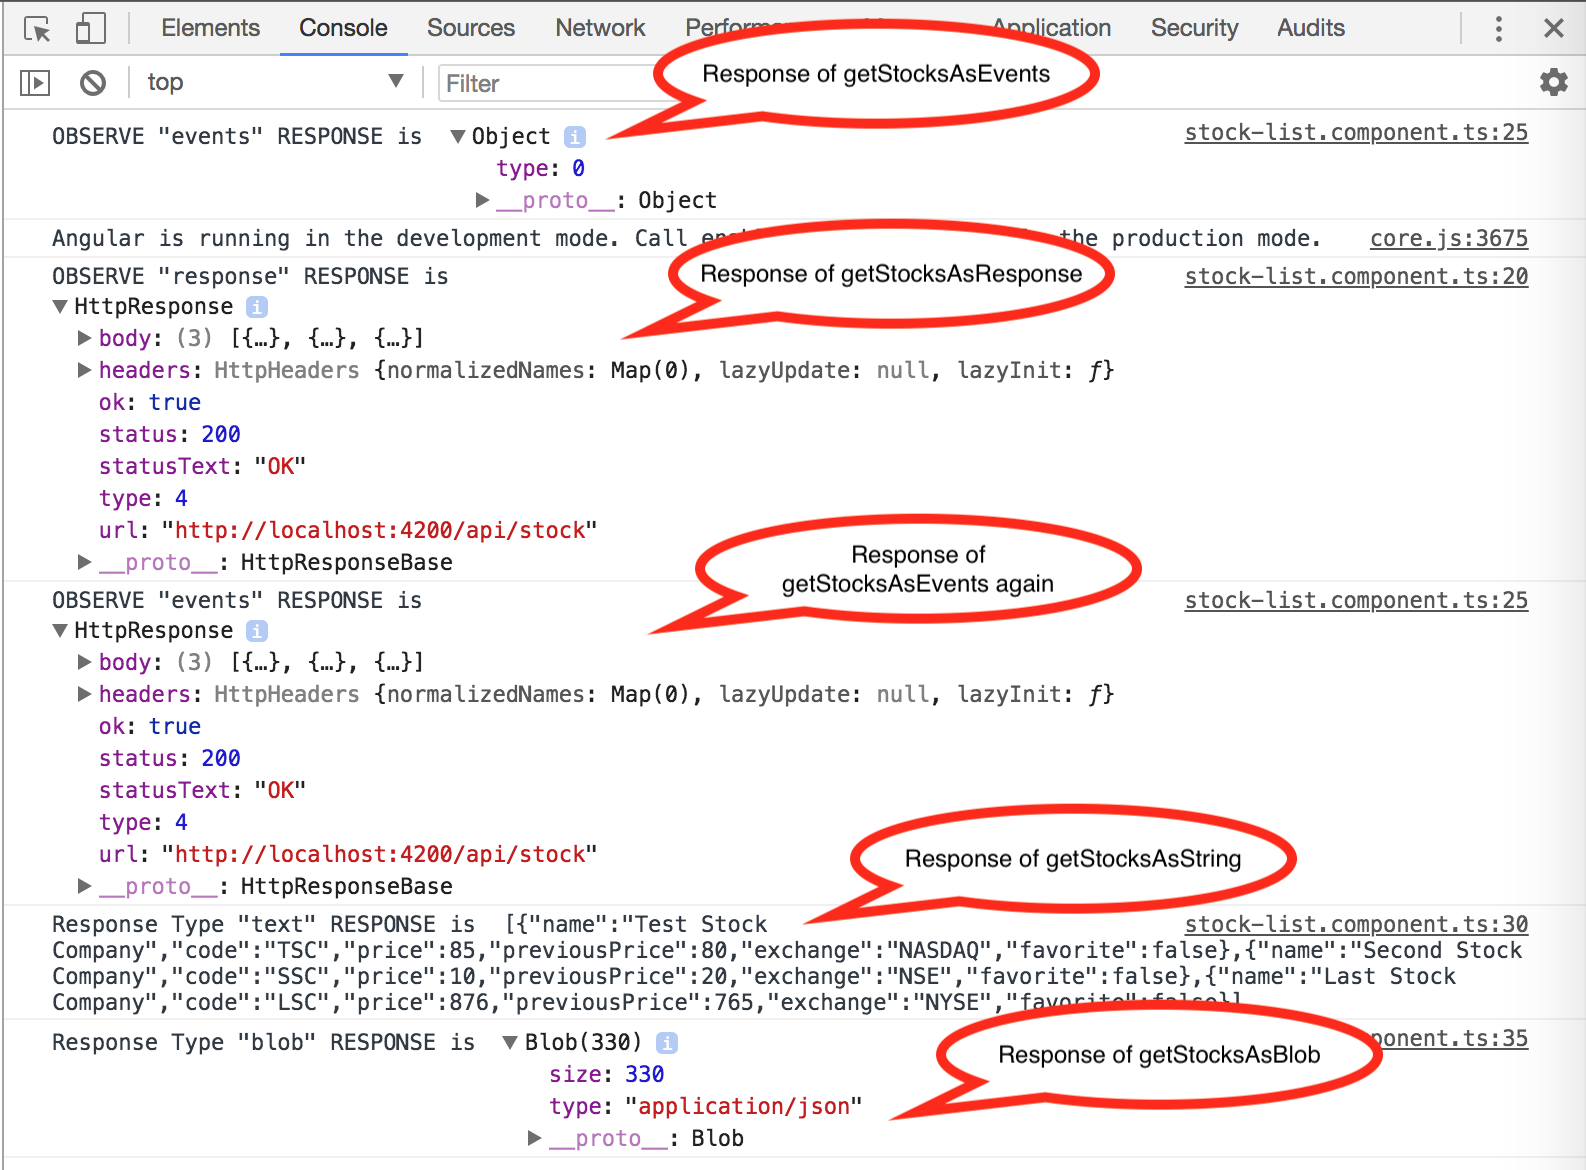 Elements Console Sources Network Application Security Audits
top Filter
Response of getStocksAsEvents
OBSERVE "events" RESPONSE is ▼Object i stock-list.component.ts:25
type: 0
▶__proto__: Object
Angular is running in the development mode. Call the production mode. core.js:3675
Response of getStocksAsResponse
OBSERVE "response" RESPONSE is stock-list.component.ts:20
▼HttpResponse i
▶body: (3) [{…}, {…}, {…}]
▶headers: HttpHeaders {normalizedNames: Map(0), lazyUpdate: null, lazyInit: ƒ}
ok: true
status: 200
statusText: "OK"
type: 4
url: "http://localhost:4200/api/stock"
▶__proto__: HttpResponseBase
Response of
getStocksAsEvents again
OBSERVE "events" RESPONSE is stock-list.component.ts:25
▼HttpResponse i
▶body: (3) [{…}, {…}, {…}]
▶headers: HttpHeaders {normalizedNames: Map(0), lazyUpdate: null, lazyInit: ƒ}
ok: true
status: 200
statusText: "OK"
type: 4
url: "http://localhost:4200/api/stock"
▶__proto__: HttpResponseBase
Response of getStocksAsString
Response Type "text" RESPONSE is [{"name":"Test Stock stock-list.component.ts:30
Company","code":"TSC","price":85,"previousPrice":80,"exchange":"NASDAQ","favorite":false},{"name":"Second Stock
Company","code":"SSC","price":10,"previousPrice":20,"exchange":"NSE","favorite":false},{"name":"Last Stock
Company","code":"LSC","price":876,"previousPrice":765,"exchange":"NYSE","favorite":false}]
Response Type "blob" RESPONSE is ▼Blob(330) i ponent.ts:35
Response of getStocksAsBlob
size: 330
type: "application/json"
▶__proto__: Blob